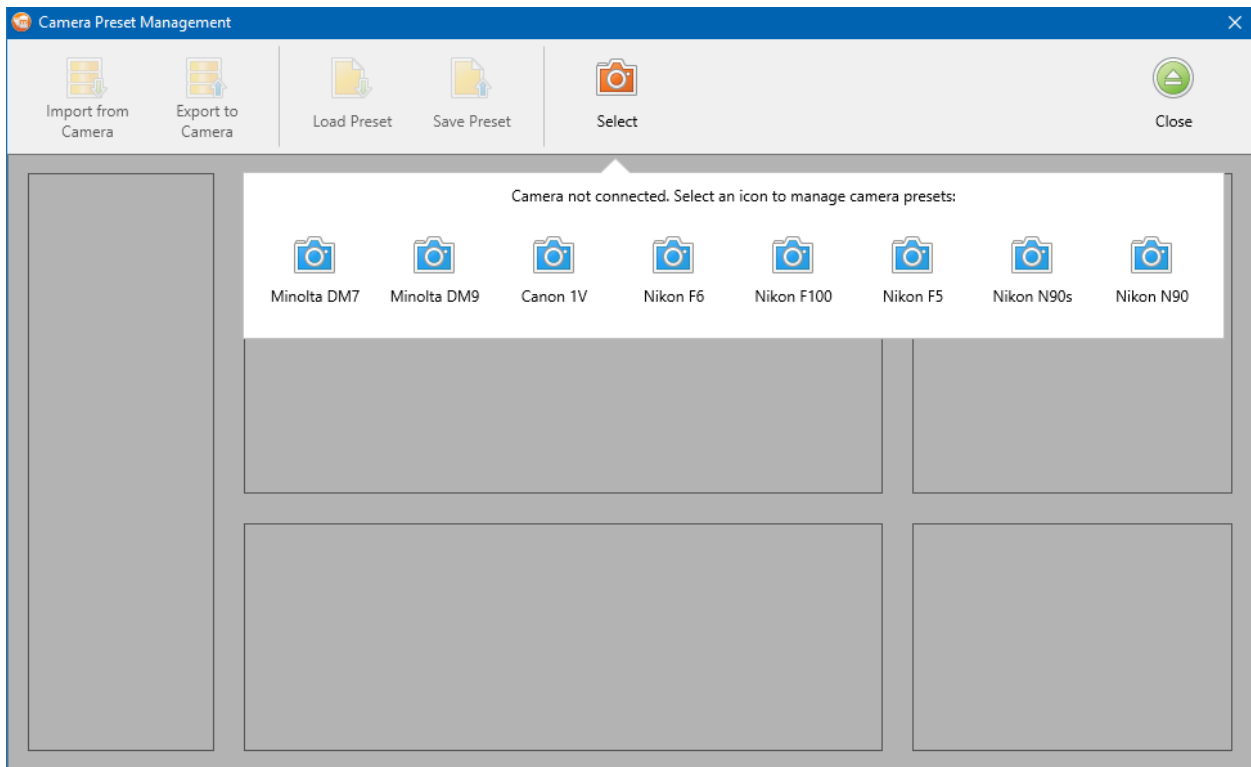 Camera Preset Management
Import from
Camera
Export to
Camera
Load Preset
Save Preset
Select
Close
Camera not connected. Select an icon to manage camera presets:
Minolta DM7
Minolta DM9
Canon 1V
Nikon F6
Nikon F100
Nikon F5
Nikon N90s
Nikon N90